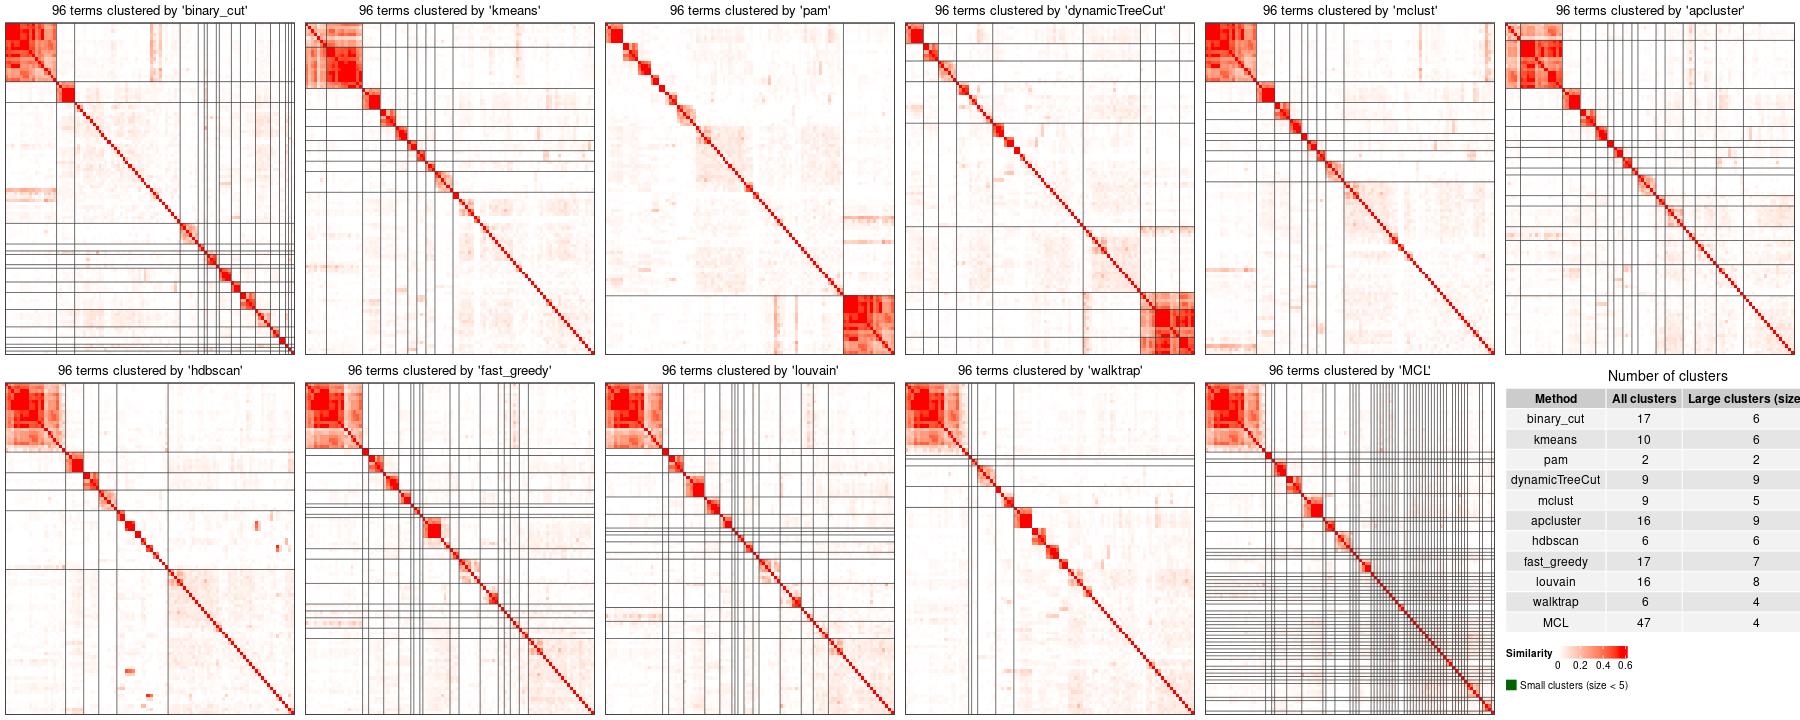 96 terms clustered by 'binary_cut'
96 terms clustered by 'kmeans'
96 terms clustered by 'pam'
96 terms clustered by 'dynamicTreeCut'
96 terms clustered by 'mclust'
96 terms clustered by 'apcluster'
96 terms clustered by 'hdbscan'
96 terms clustered by 'fast_greedy'
96 terms clustered by 'louvain'
96 terms clustered by 'walktrap'
96 terms clustered by 'MCL'
Number of clusters
Method All clusters Large clusters (size
binary_cut 17 6
kmeans 10 6
pam 2 2
dynamicTreeCut 9 9
mclust 9 5
apcluster 16 9
hdbscan 6 6
fast_greedy 17 7
louvain 16 8
walktrap 6 4
MCL 47 4
Similarity
0 0.2 0.4 0.6
Small clusters (size < 5)